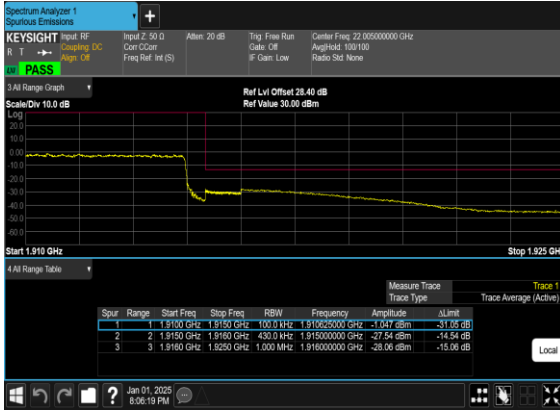 Spectrum Analyzer 1
Spurious Emissions
+
KEYSIGHT Input: RF Input Z: 50 Ω Atten: 20 dB Trig: Free Run Center Freq: 22.005000000 GHz
R T Coupling: DC Corr CCorr Gate: Off Avg|Hold: 100/100
Align: Off Freq Ref: Int (S) IF Gain: Low Radio Std: None
PASS
3 All Range Graph
Ref Lvl Offset 28.40 dB
Scale/Div 10.0 dB Ref Value 30.00 dBm
Log
20.0
10.0
0.00
-10.0
-20.0
-30.0
-40.0
-50.0
-60.0
Start 1.910 GHz Stop 1.925 GH
4 All Range Table
Measure Trace Trace 1
Trace Type Trace Average (Active)
Spur Range Start Freq Stop Freq RBW Frequency Amplitude ΔLimit
1 1 1.9100 GHz 1.9150 GHz 100.0 kHz 1.910625000 GHz -1.047 dBm -31.05 dB
2 2 1.9150 GHz 1.9160 GHz 430.0 kHz 1.915000000 GHz -27.54 dBm -14.54 dB
3 3 1.9160 GHz 1.9250 GHz 1.000 MHz 1.916000000 GHz -28.06 dBm -15.06 dB
Local
?
Jan 01, 2025
8:06:19 PM